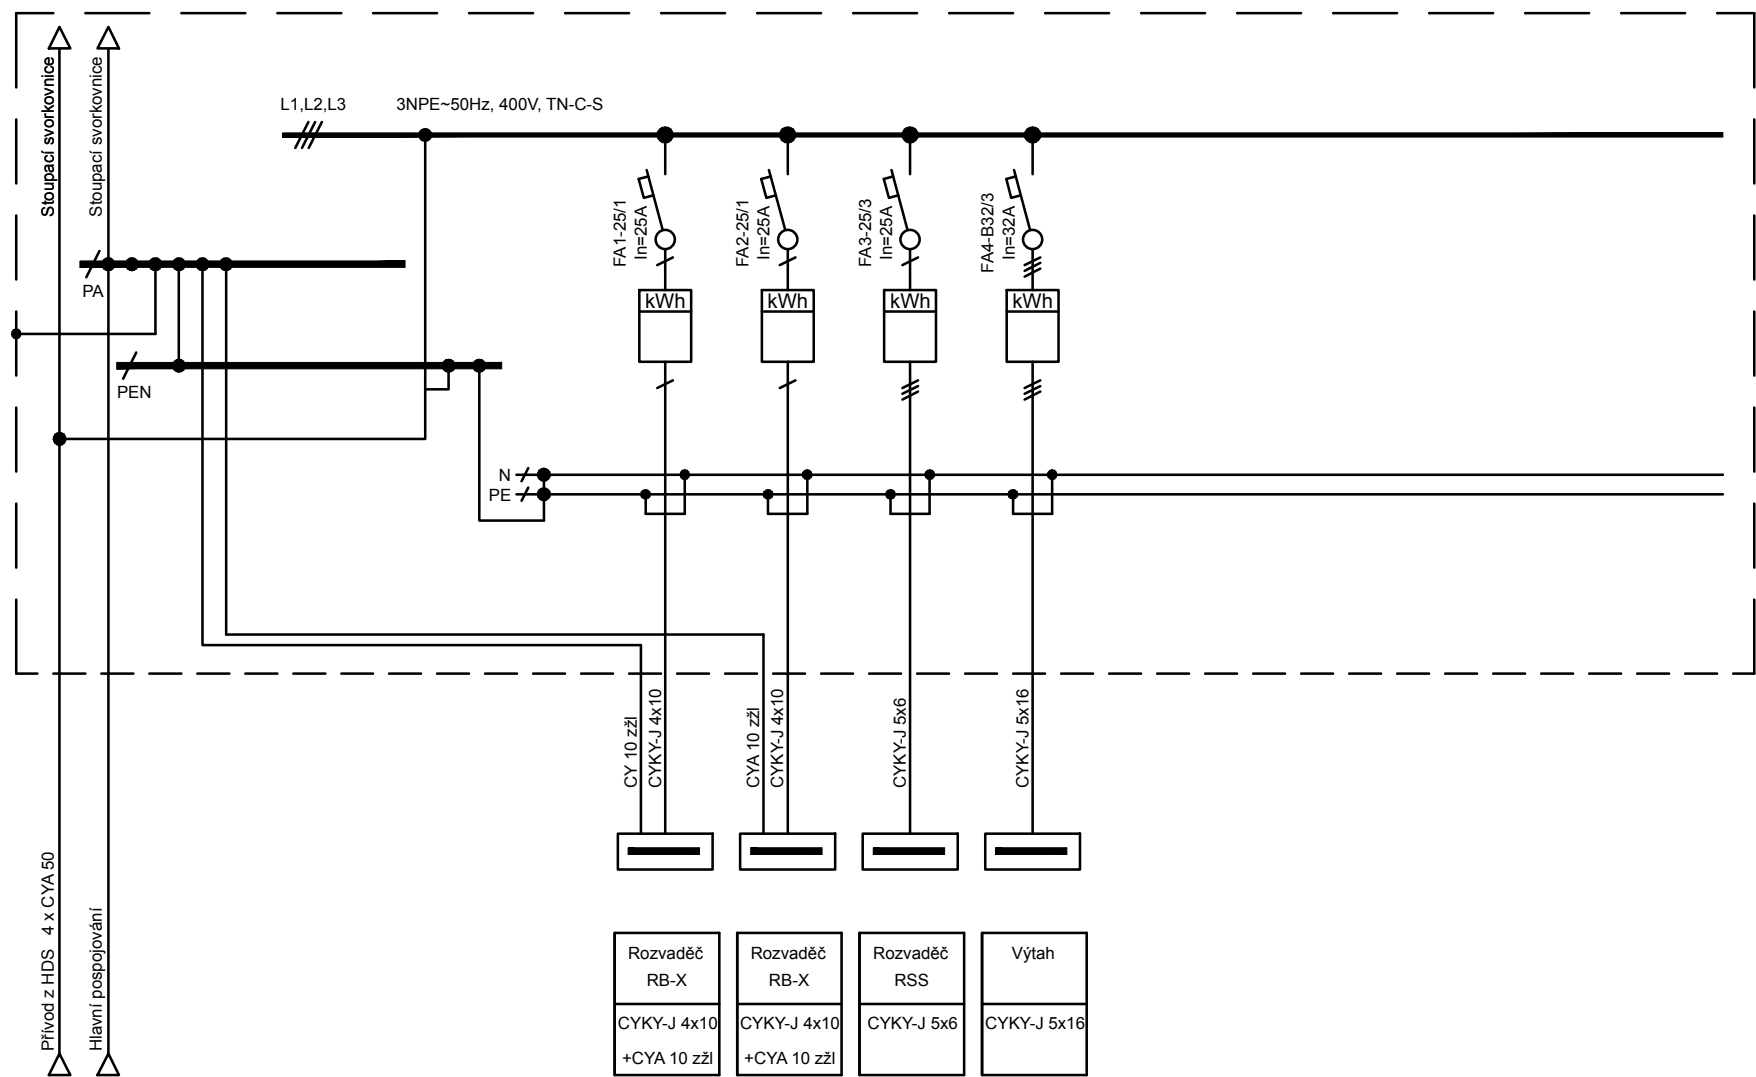 Stoupací svorkovnice
Stoupací svorkovnice
L1,L2,L3
3NPE~50Hz, 400V, TN-C-S
FA1-25/1
In=25A
FA2-25/1
In=25A
FA3-25/3
In=25A
FA4-B32/3
In=32A
PA
kWh
kWh
kWh
kWh
PEN
N
PE
CY 10 zžl
CYKY-J 4x10
CYA 10 zžl
CYKY-J 4x10
CYKY-J 5x6
CYKY-J 5x16
Přívod z HDS 4 x CYA 50
Hlavní pospojování
Rozvaděč
RB-X
CYKY-J 4x10
+CYA 10 zžl
Rozvaděč
RB-X
CYKY-J 4x10
+CYA 10 zžl
Rozvaděč
RSS
CYKY-J 5x6
Výtah
CYKY-J 5x16